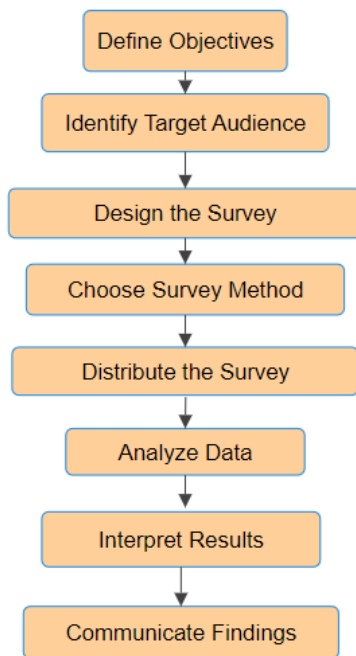 Define Objectives
Identify Target Audience
Design the Survey
Choose Survey Method
Distribute the Survey
Analyze Data
Interpret Results
Communicate Findings